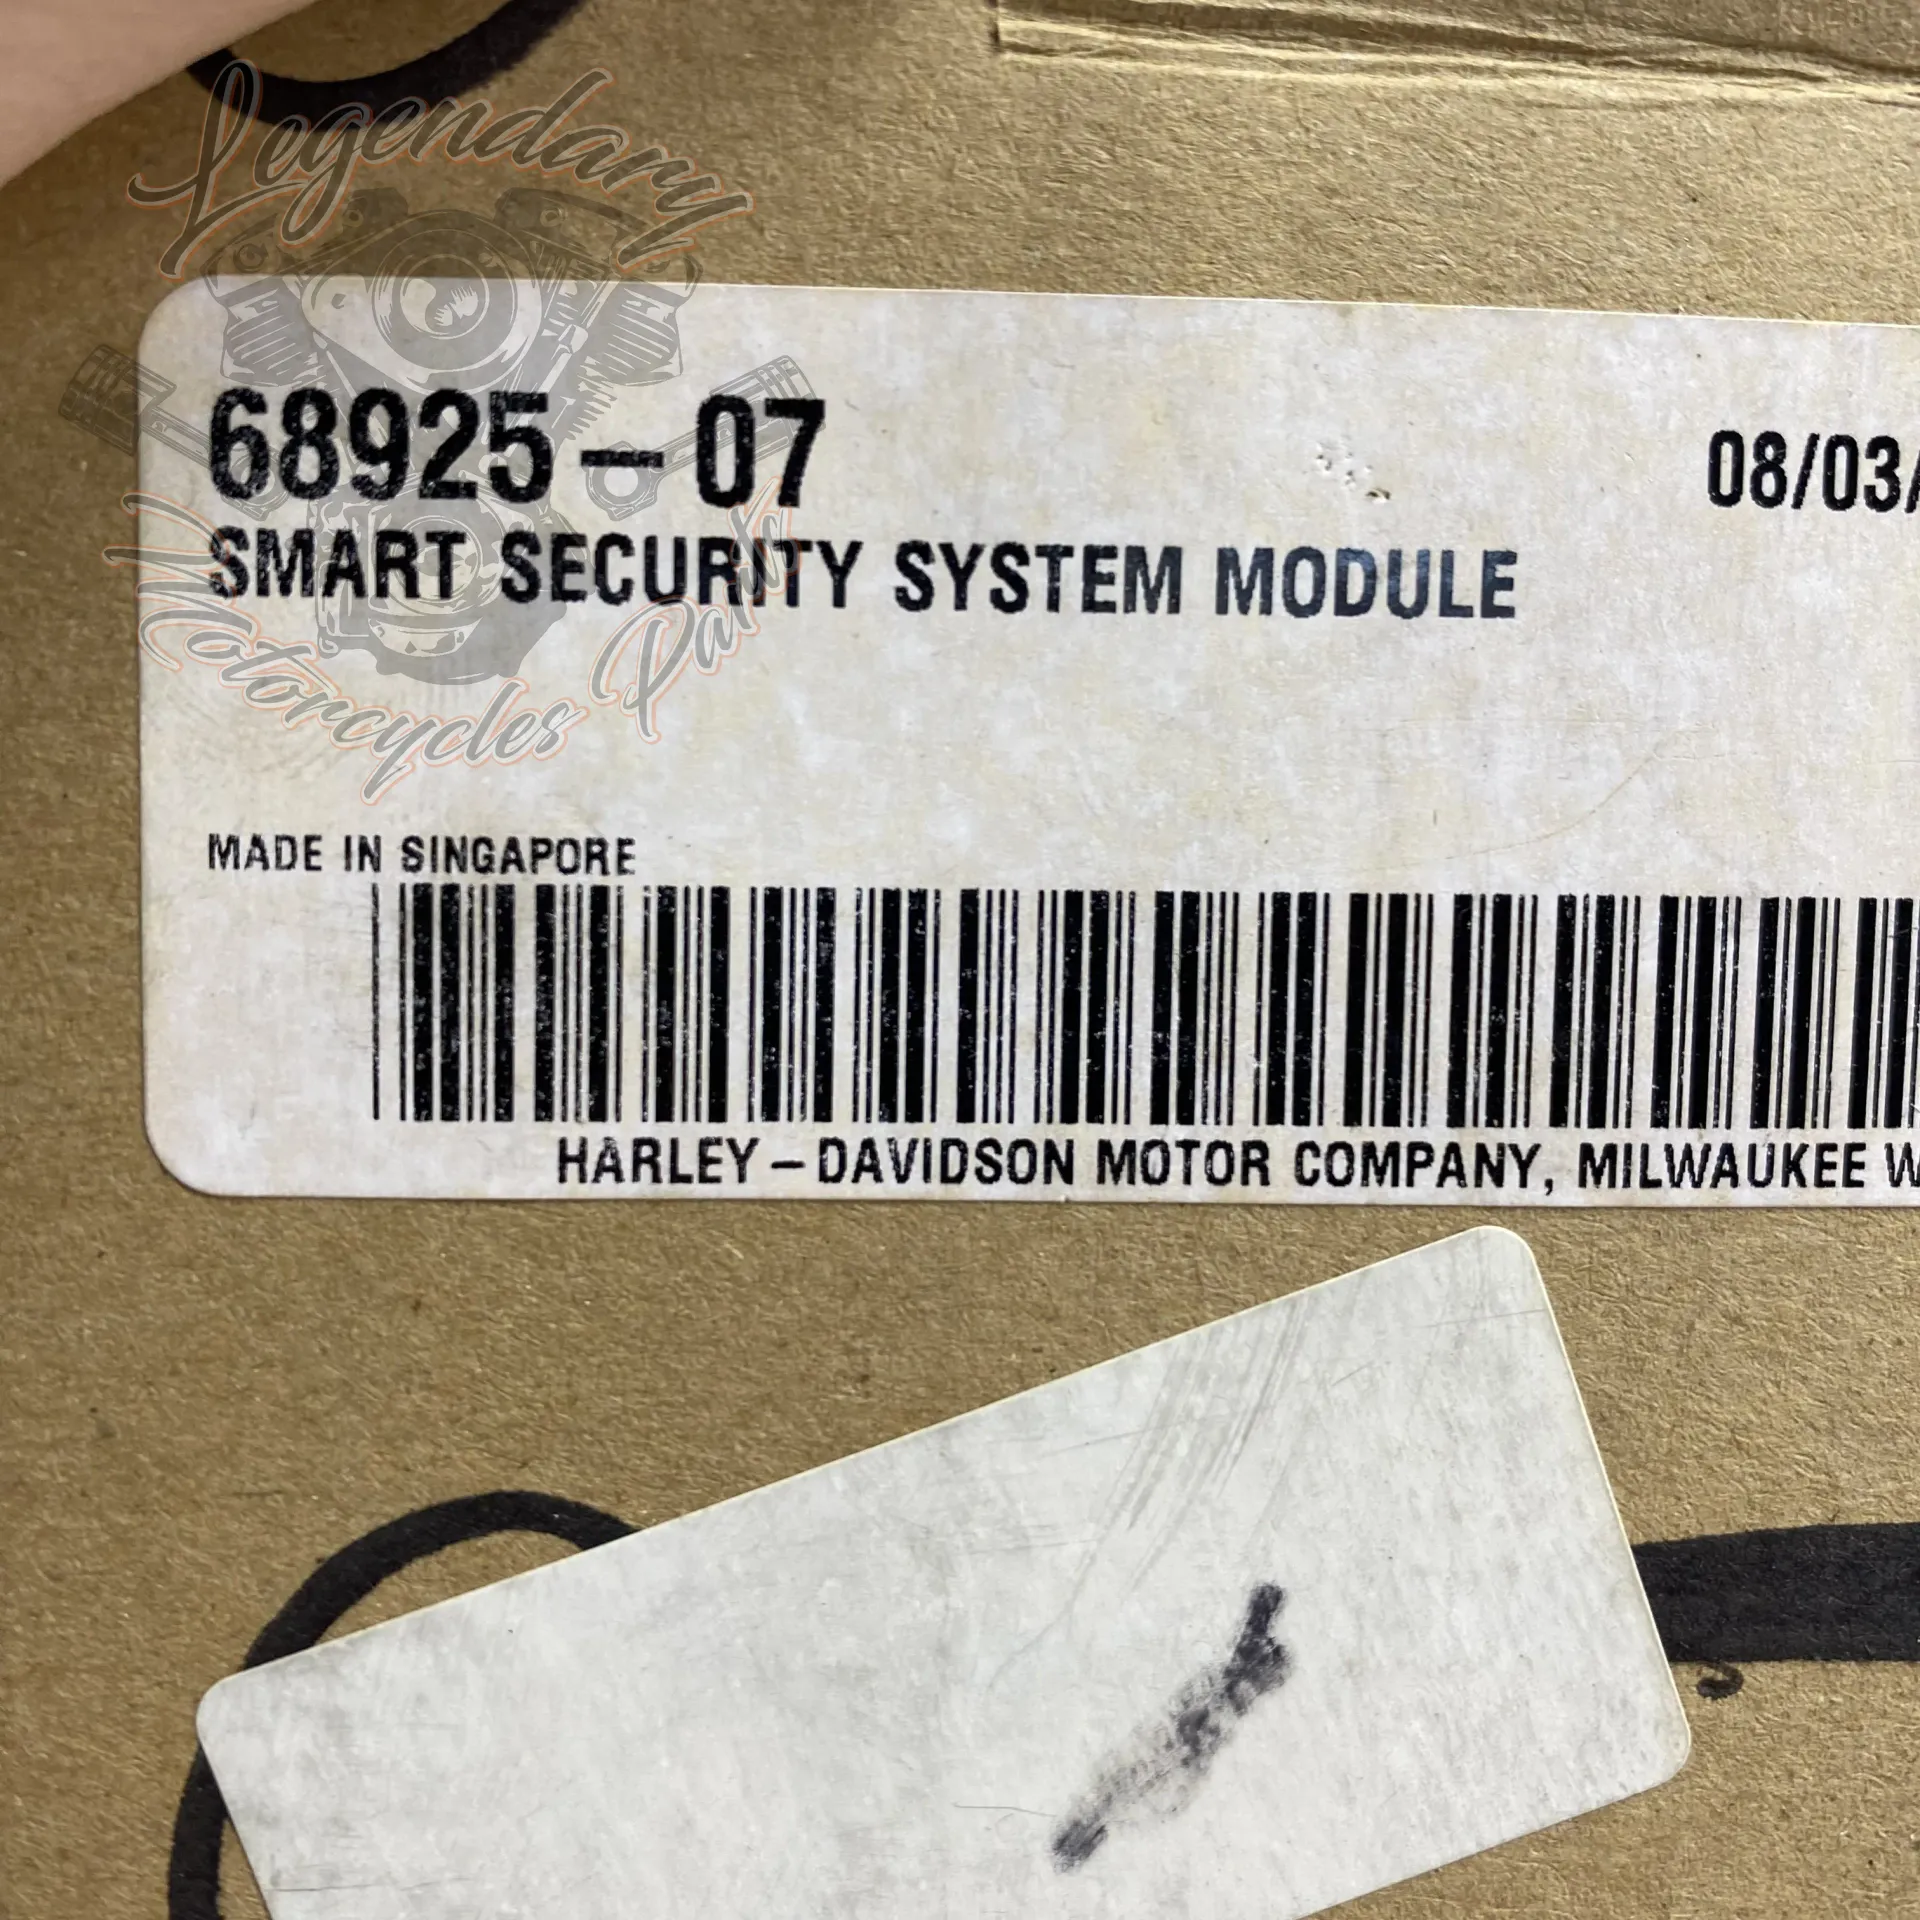 Legendary
68925-07
08/03/
SMART SECURITY SYSTEM MODULE
Motorcycles Parts
MADE IN SINGAPORE
HARLEY-DAVIDSON MOTOR COMPANY, MILWAUKEE W